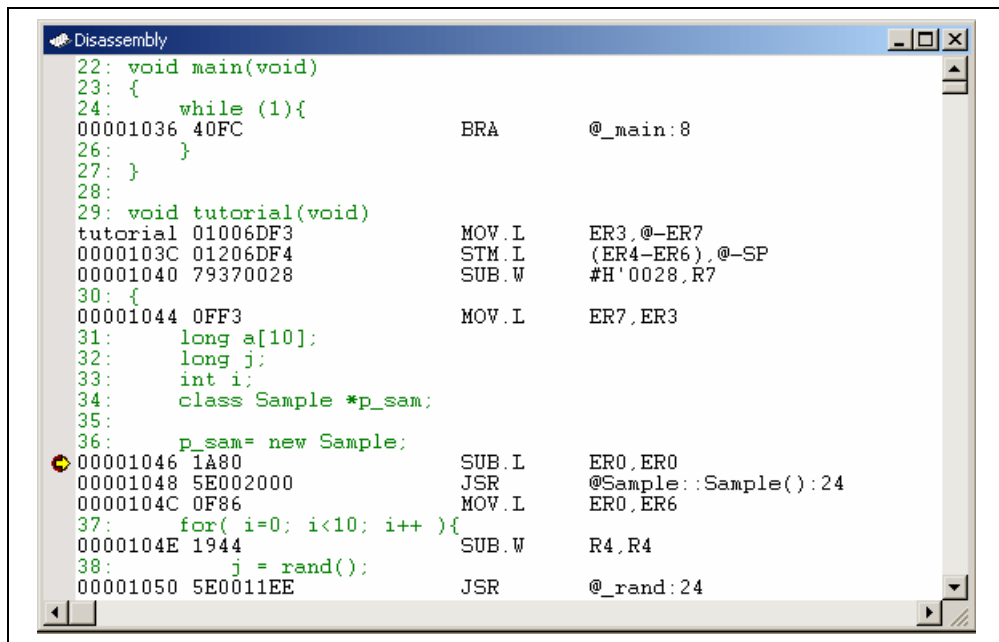 Disassembly
22: void main(void)
23: {
24:     while (1){
00001036 40FC                BRA      @_main:8
26:     }
27: }
28:
29: void tutorial(void)
tutorial 01006DF3            MOV.L    ER3,@-ER7
0000103C 01206DF4            STM.L    (ER4-ER6),@-SP
00001040 79370028            SUB.W    #H'0028,R7
30: {
00001044 0FF3                MOV.L    ER7,ER3
31:     long a[10];
32:     long j;
33:     int i;
34:     class Sample *p_sam;
35:
36:     p_sam= new Sample;
00001046 1A80                SUB.L    ER0,ER0
00001048 5E002000            JSR      @Sample::Sample():24
0000104C 0F86                MOV.L    ER0,ER6
37:     for( i=0; i<10; i++ ){
0000104E 1944                SUB.W    R4,R4
38:         j = rand();
00001050 5E0011EE            JSR      @_rand:24